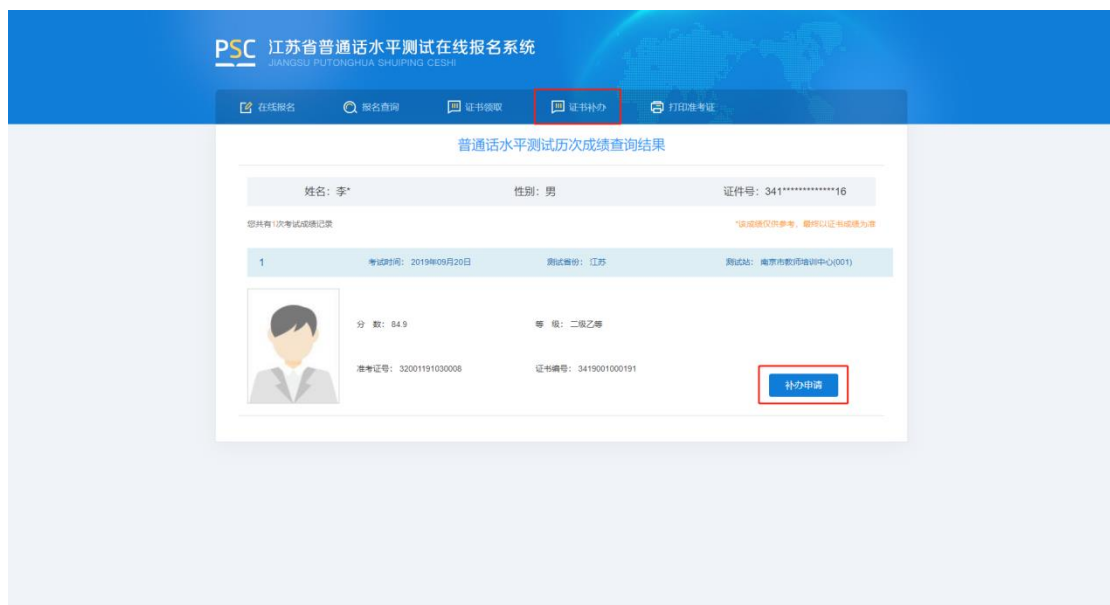 PSC 江苏省普通话水平测试在线报名系统
JIANGSU PUTONGHUA SHUIPING CESHI
在线报名 报名查询 证书领取 证书补办 打印准考证
普通话水平测试历次成绩查询结果
姓名：李* 性别：男 证件号：341*************16
您共有1次考试成绩记录 *该成绩仅供参考，最终以证书成绩为准
1 考试时间：2019年09月20日 测试省份：江苏 测试站：南京市教师培训中心(001)
分 数：84.9 等 级：二级乙等
准考证号：32001191030008 证书编号：3419001000191
补办申请